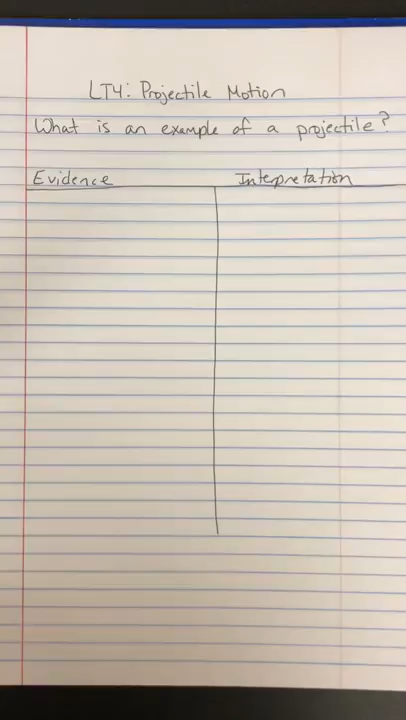 LT4: Projectile Motion
What is an example of a projectile?
Evidence Interpretation